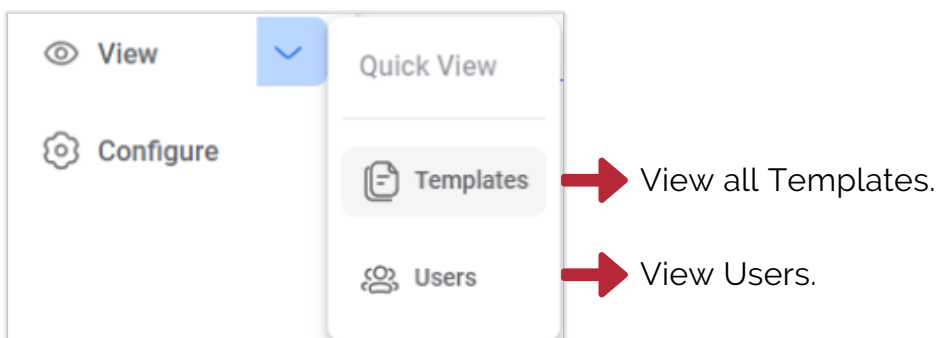 View
Quick View
Configure
Templates
View all Templates.
Users
View Users.